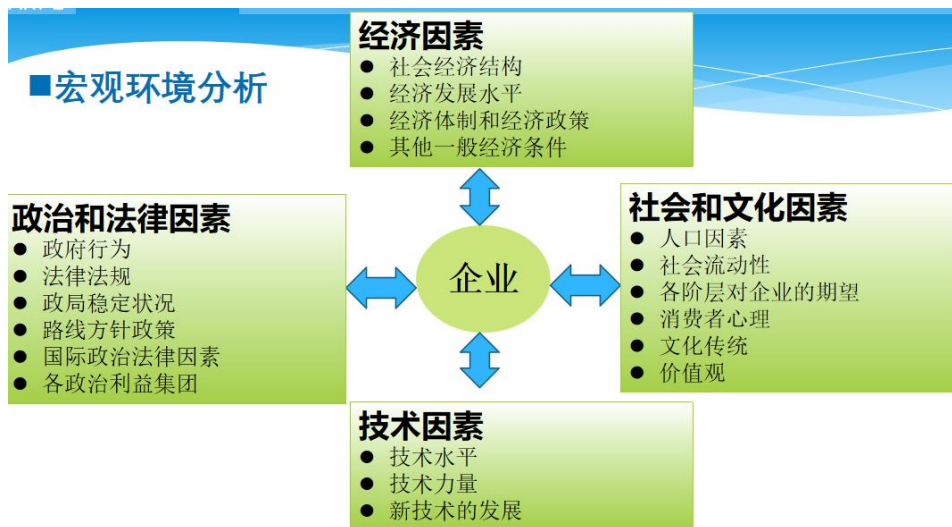 ■宏观环境分析
经济因素
● 社会经济结构
● 经济发展水平
● 经济体制和经济政策
● 其他一般经济条件
政治和法律因素
● 政府行为
● 法律法规
● 政局稳定状况
● 路线方针政策
● 国际政治法律因素
● 各政治利益集团
企业
社会和文化因素
● 人口因素
● 社会流动性
● 各阶层对企业的期望
● 消费者心理
● 文化传统
● 价值观
技术因素
● 技术水平
● 技术力量
● 新技术的发展